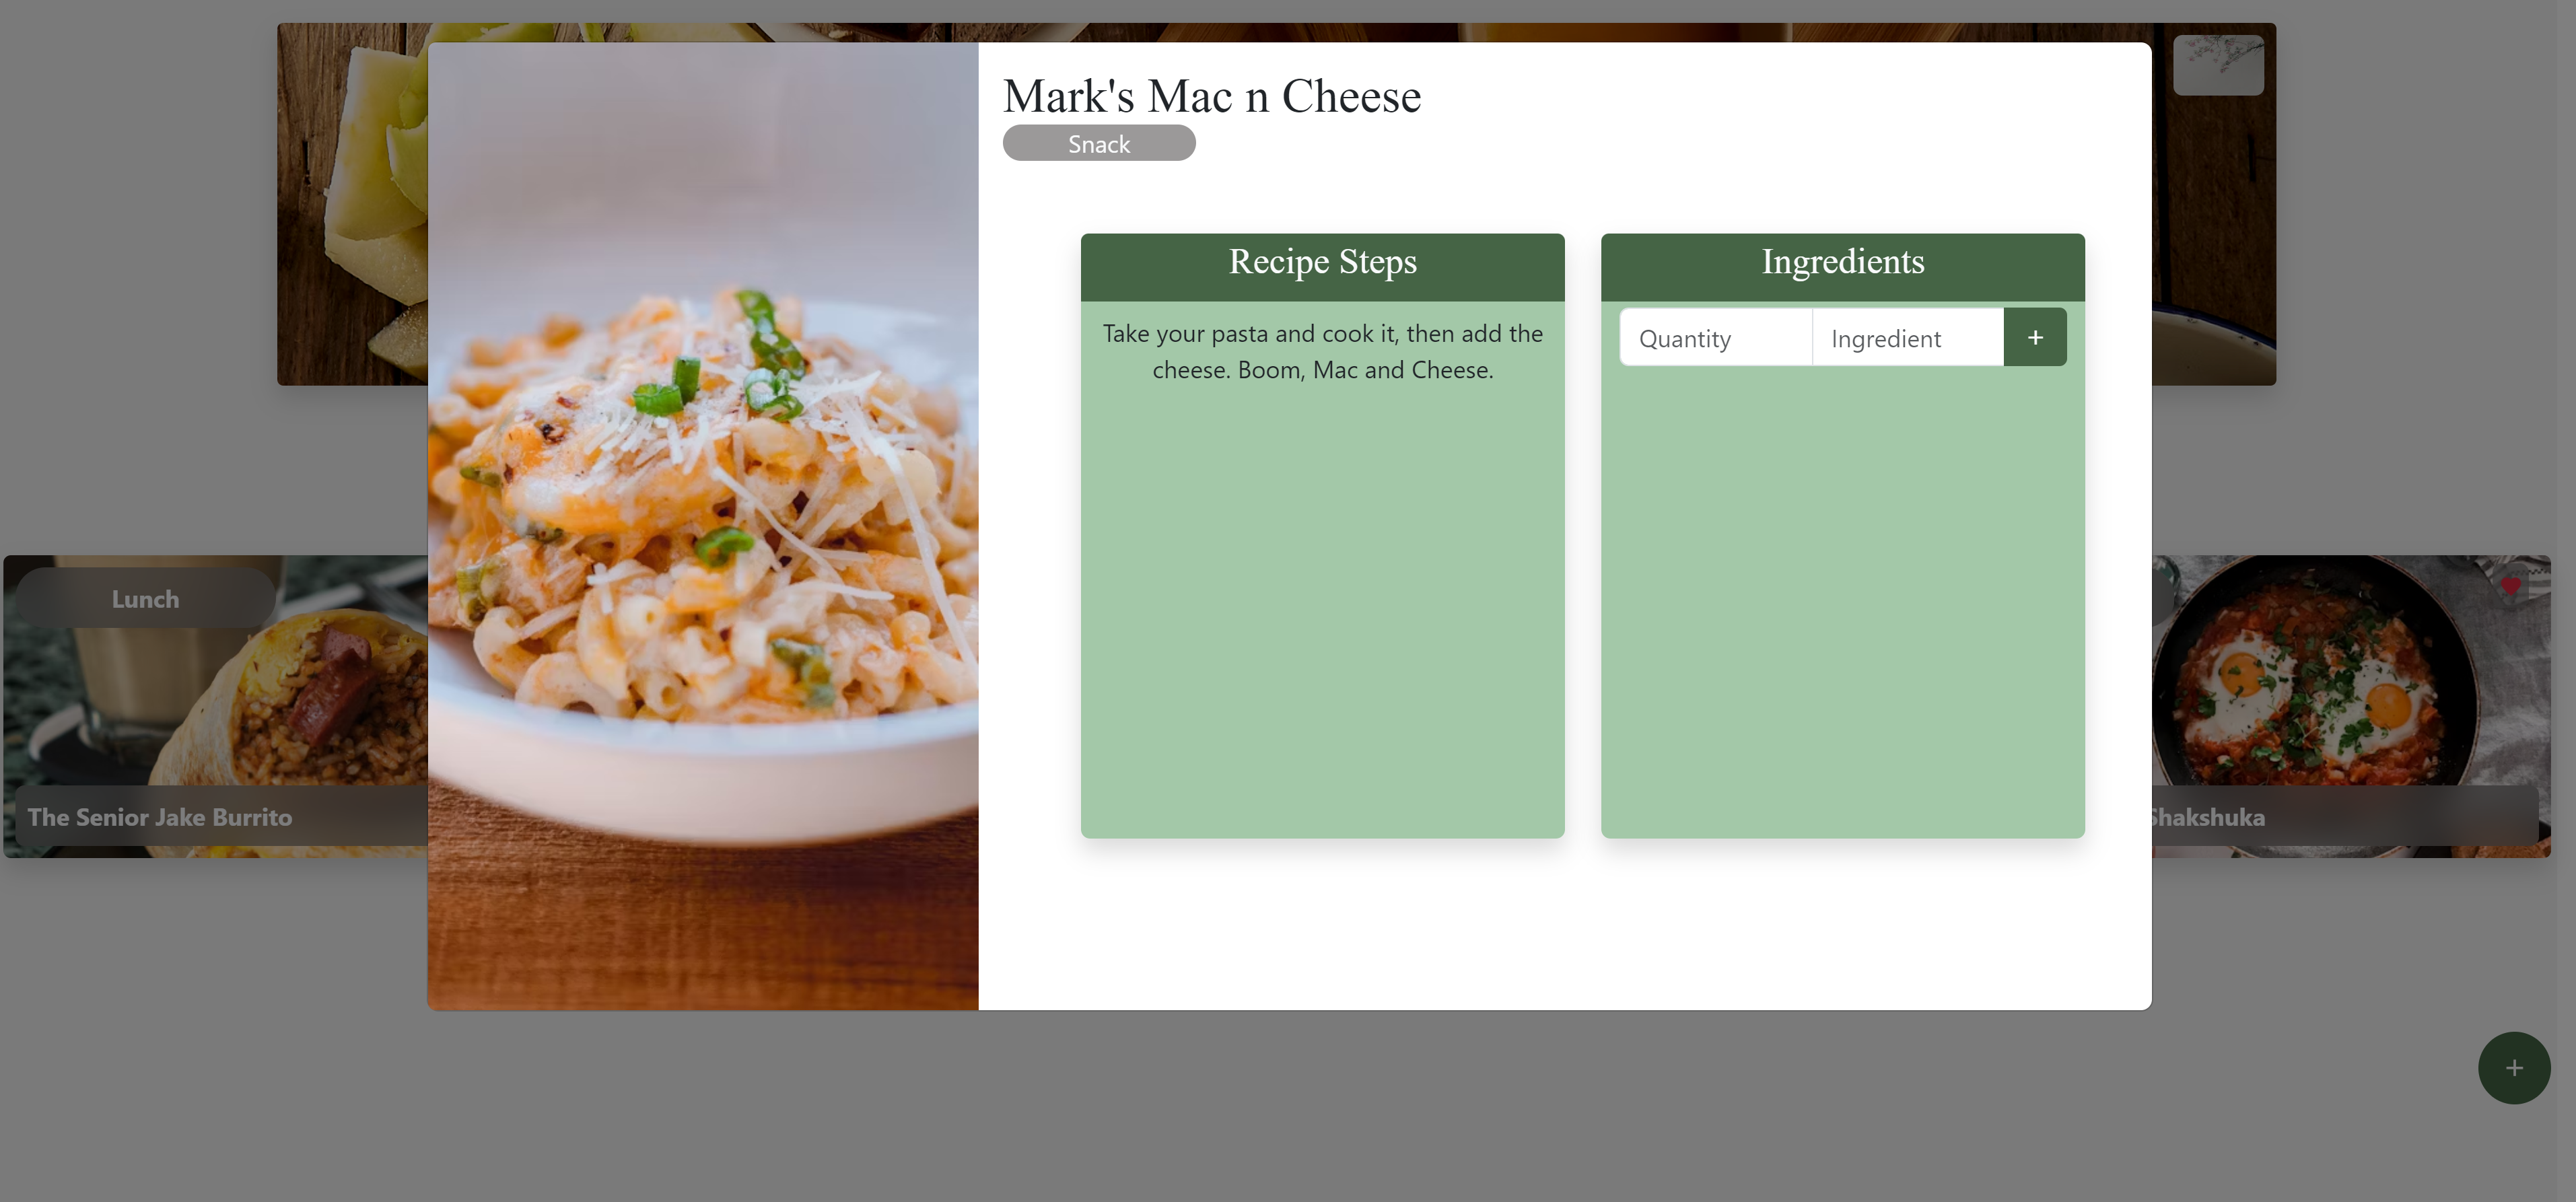 Mark's Mac n Cheese
Snack
Recipe Steps
Take your pasta and cook it, then add the
cheese. Boom, Mac and Cheese.
Ingredients
Quantity
Ingredient
+
Lunch
The Senior Jake Burrito
Shakshuka
+